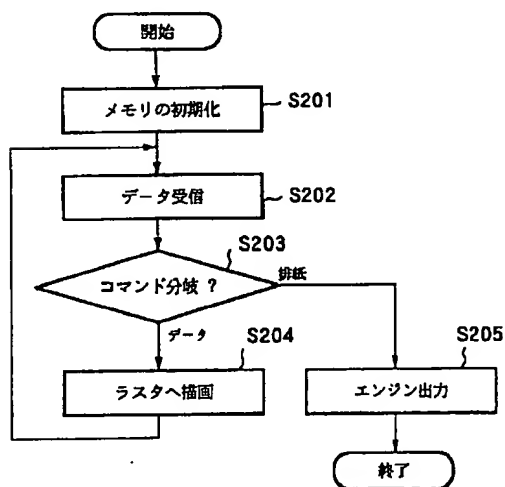 開始
メモリの初期化
S201
データ受信
S202
S203
コマンド分岐 ?
排紙
データ
S204
S205
ラスタへ描画
エンジン出力
終了